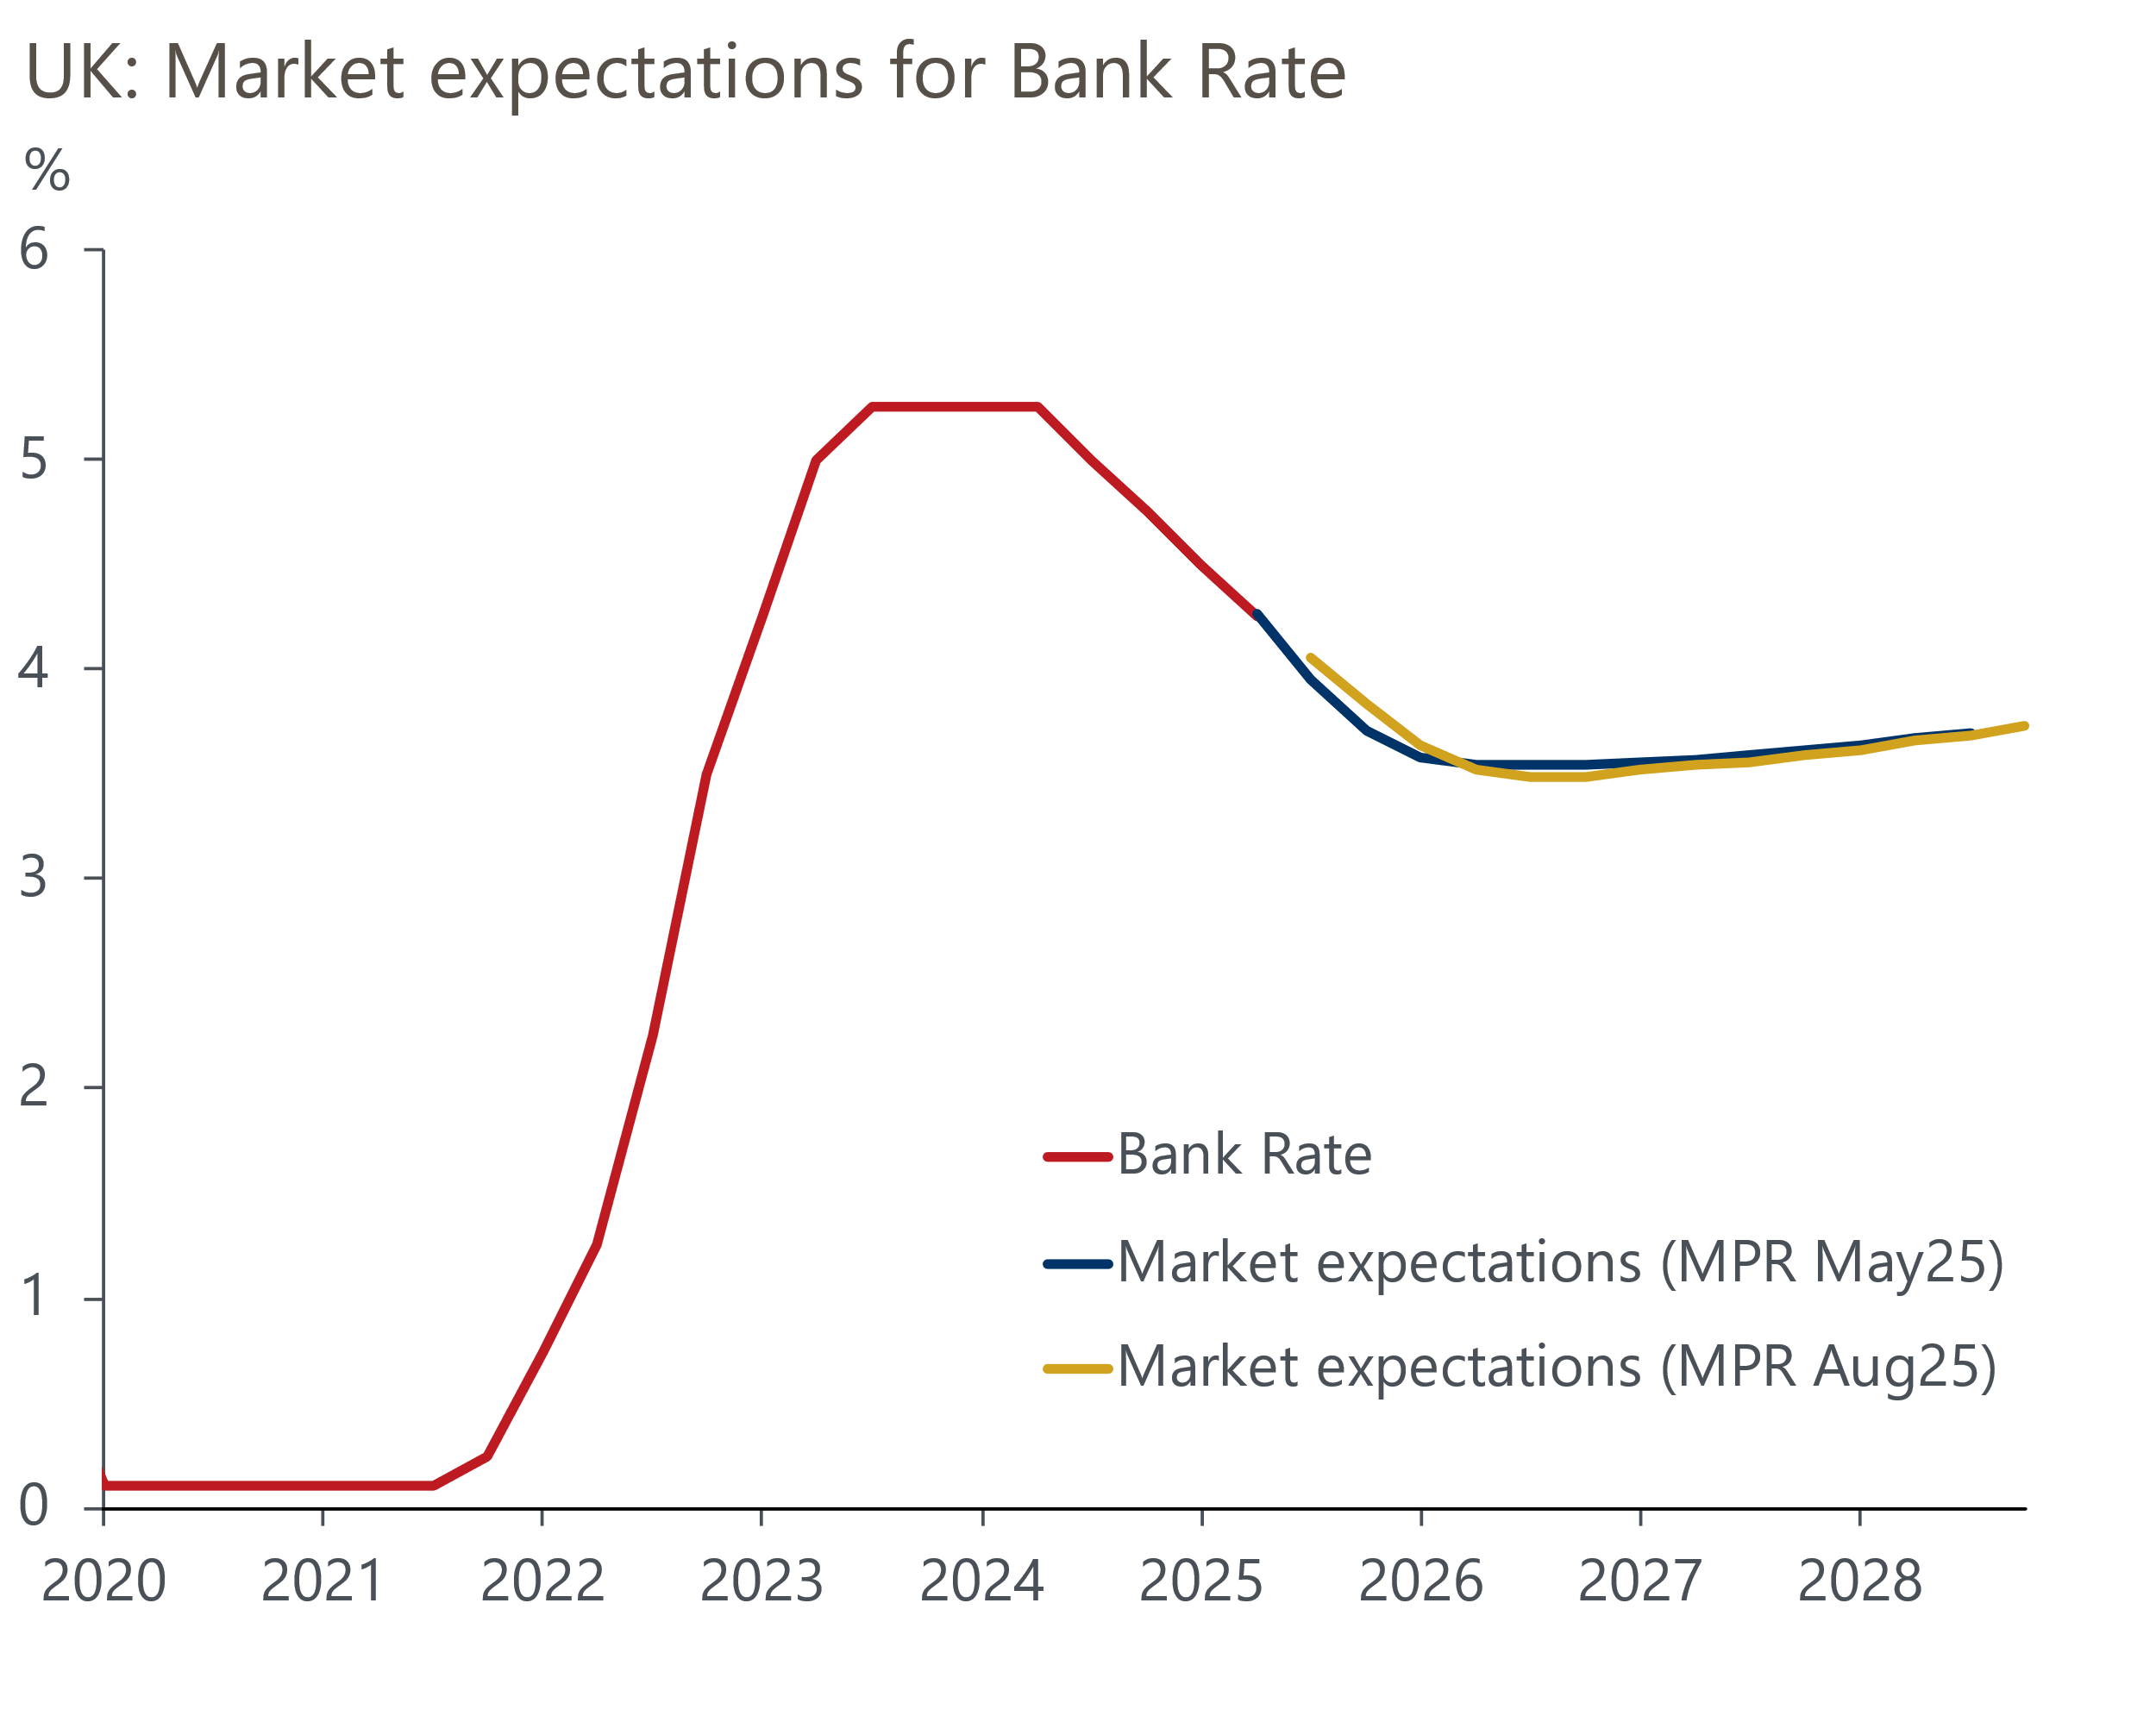 UK: Market expectations for Bank Rate
%
6
5
4
3
2
1
0
Bank Rate
Market expectations (MPR May25)
Market expectations (MPR Aug25)
2020 2021 2022 2023 2024 2025 2026 2027 2028